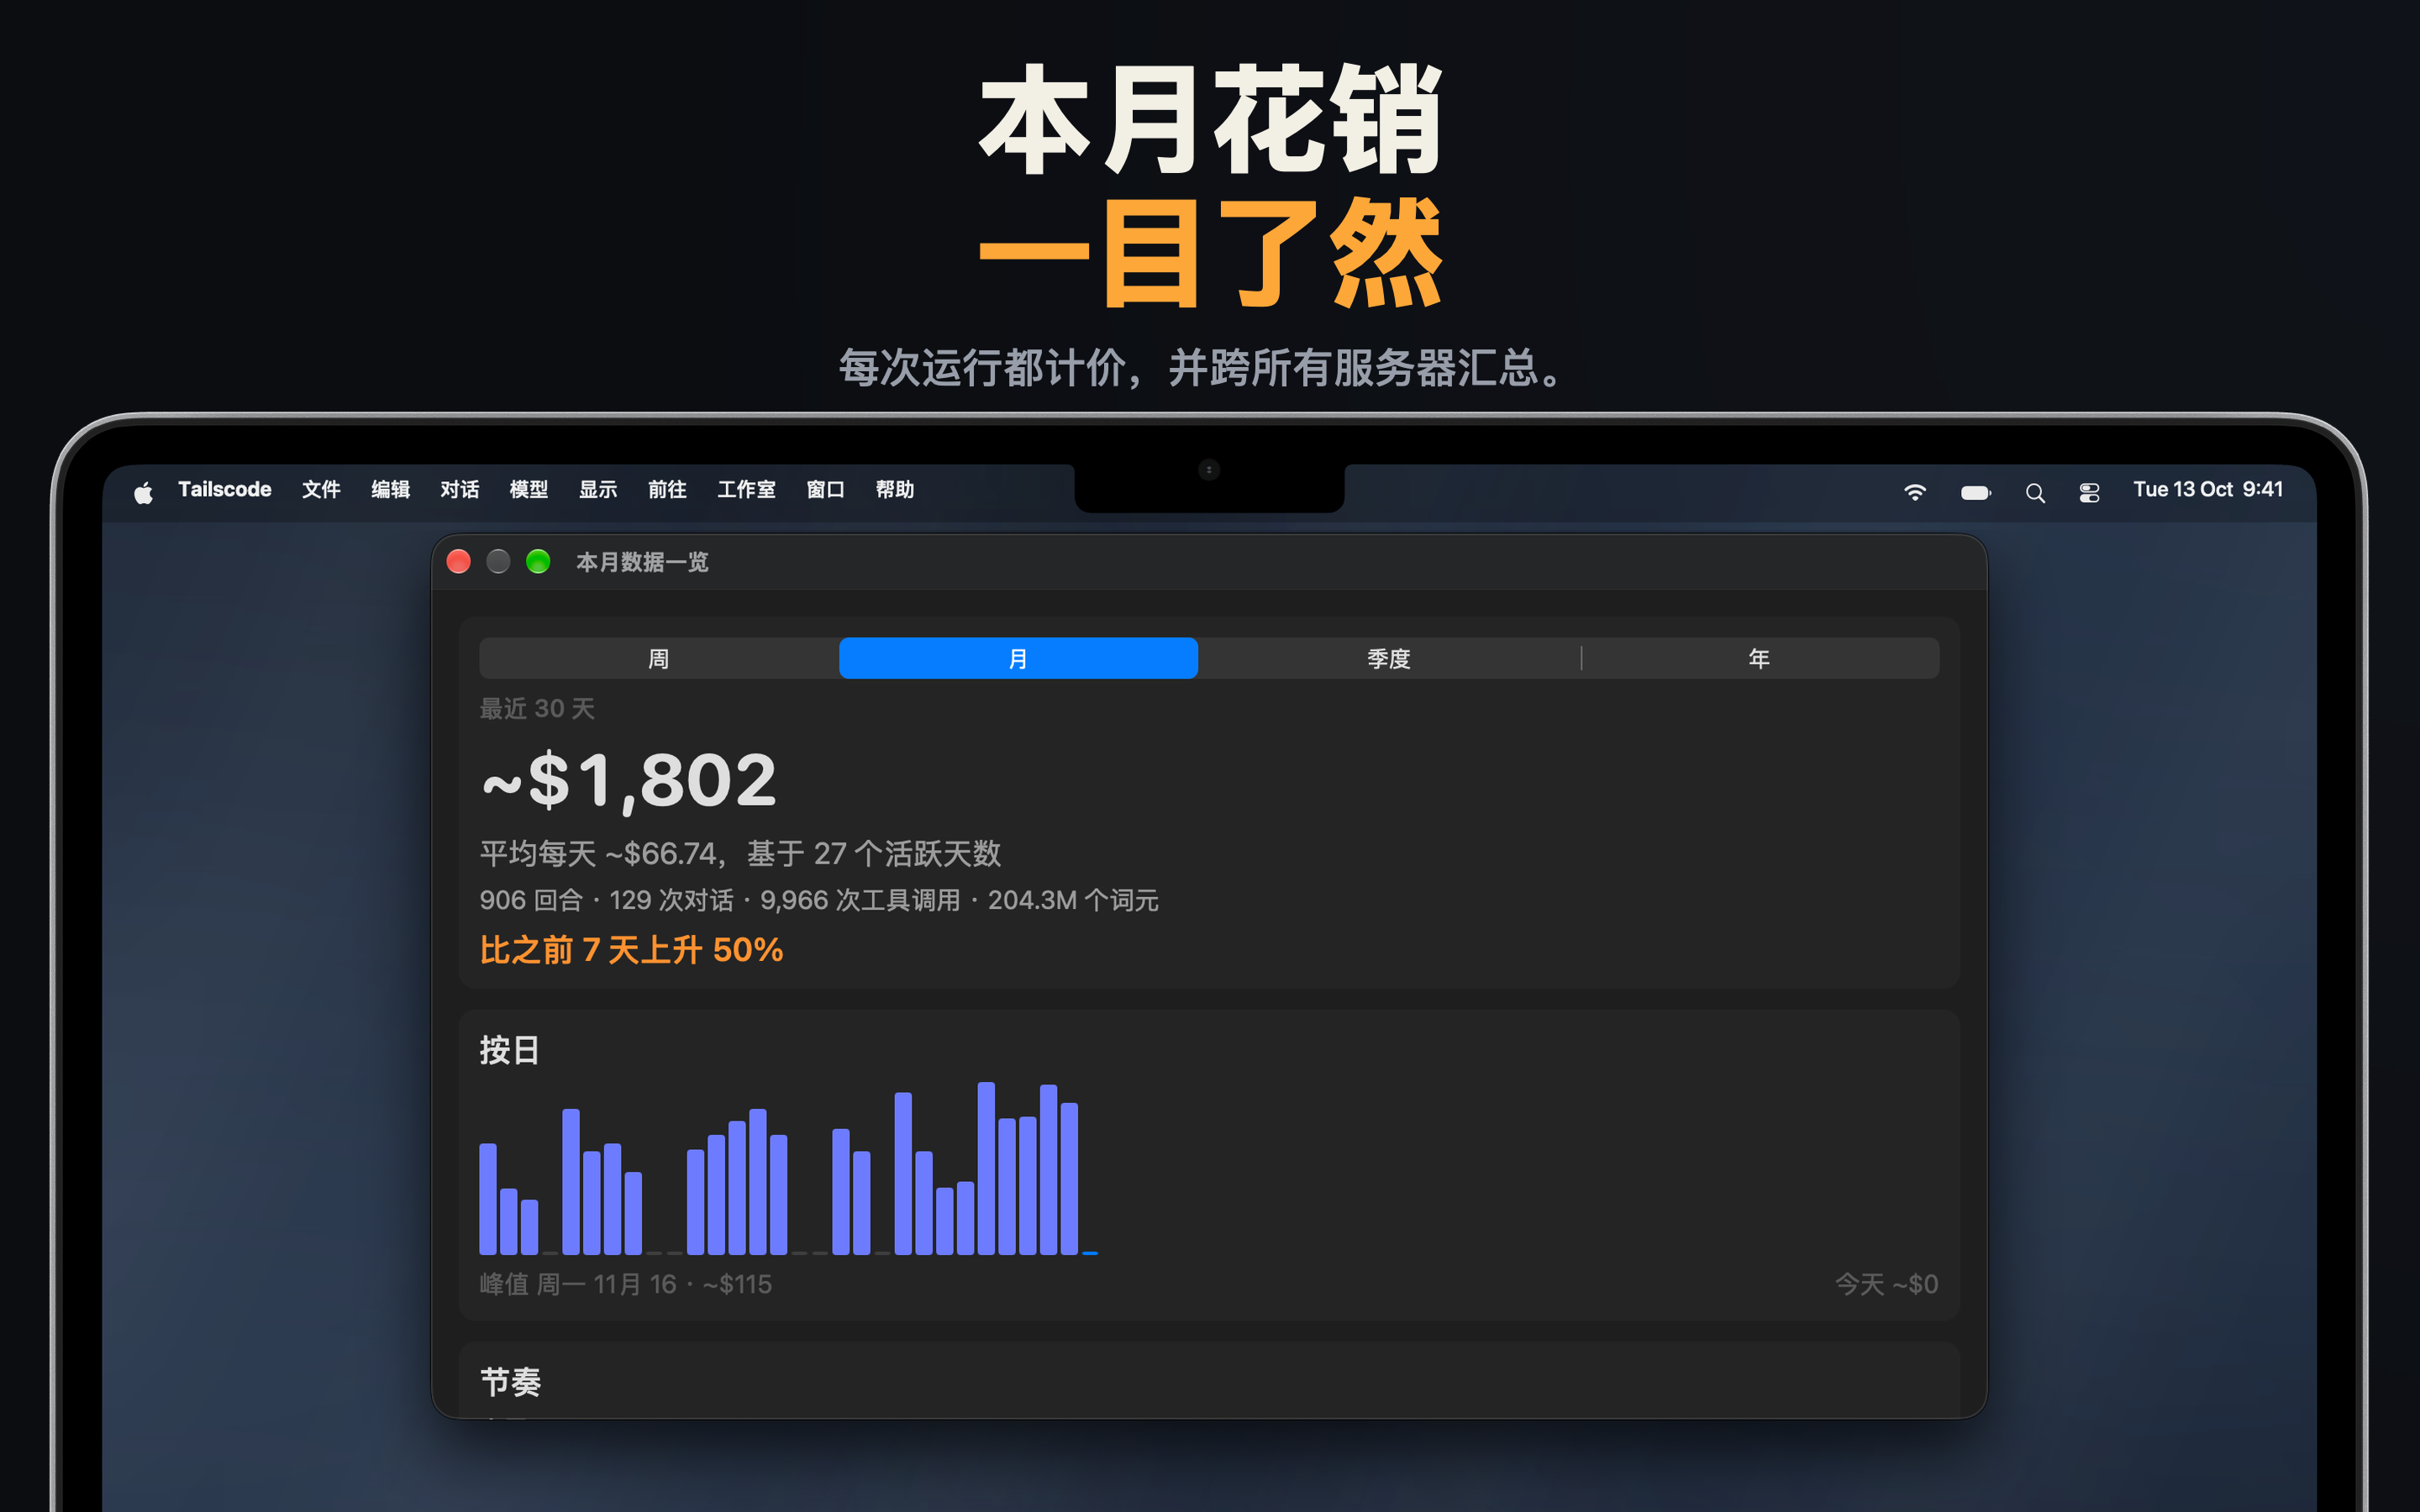 本月花销
一目了然
每次运行都计价，并跨所有服务器汇总。
Tailscode 文件 编辑 对话 模型 显示 前往 工作室 窗口 帮助 Tue 13 Oct 9:41
本月数据一览
周 月 季度 年
最近 30 天
~$1,802
平均每天 ~$66.74，基于 27 个活跃天数
906 回合 · 129 次对话 · 9,966 次工具调用 · 204.3M 个词元
比之前 7 天上升 50%
按日
峰值 周一 11月 16 · ~$115 今天 ~$0
节奏